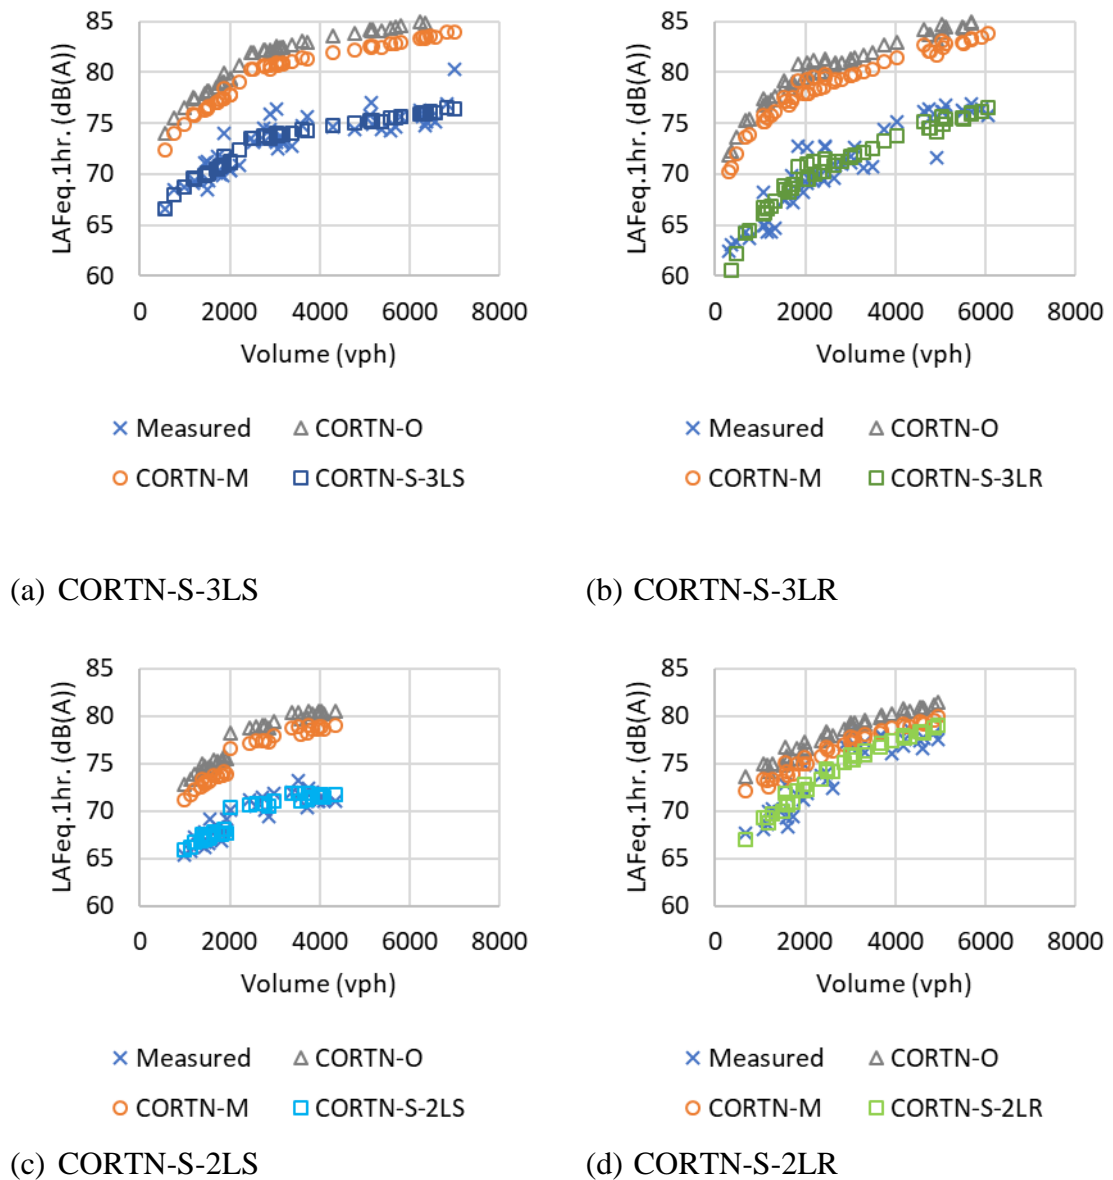 LAFeq.1hr. (dB(A))
85
80
75
70
65
60
0 2000 4000 6000 8000
Volume (vph)
Measured CORTN-O
CORTN-M CORTN-S-3LS
(a) CORTN-S-3LS
LAFeq.1hr. (dB(A))
85
80
75
70
65
60
0 2000 4000 6000 8000
Volume (vph)
Measured CORTN-O
CORTN-M CORTN-S-3LR
(b) CORTN-S-3LR
LAFeq.1hr. (dB(A))
85
80
75
70
65
60
0 2000 4000 6000 8000
Volume (vph)
Measured CORTN-O
CORTN-M CORTN-S-2LS
(c) CORTN-S-2LS
LAFeq.1hr. (dB(A))
85
80
75
70
65
60
0 2000 4000 6000 8000
Volume (vph)
Measured CORTN-O
CORTN-M CORTN-S-2LR
(d) CORTN-S-2LR